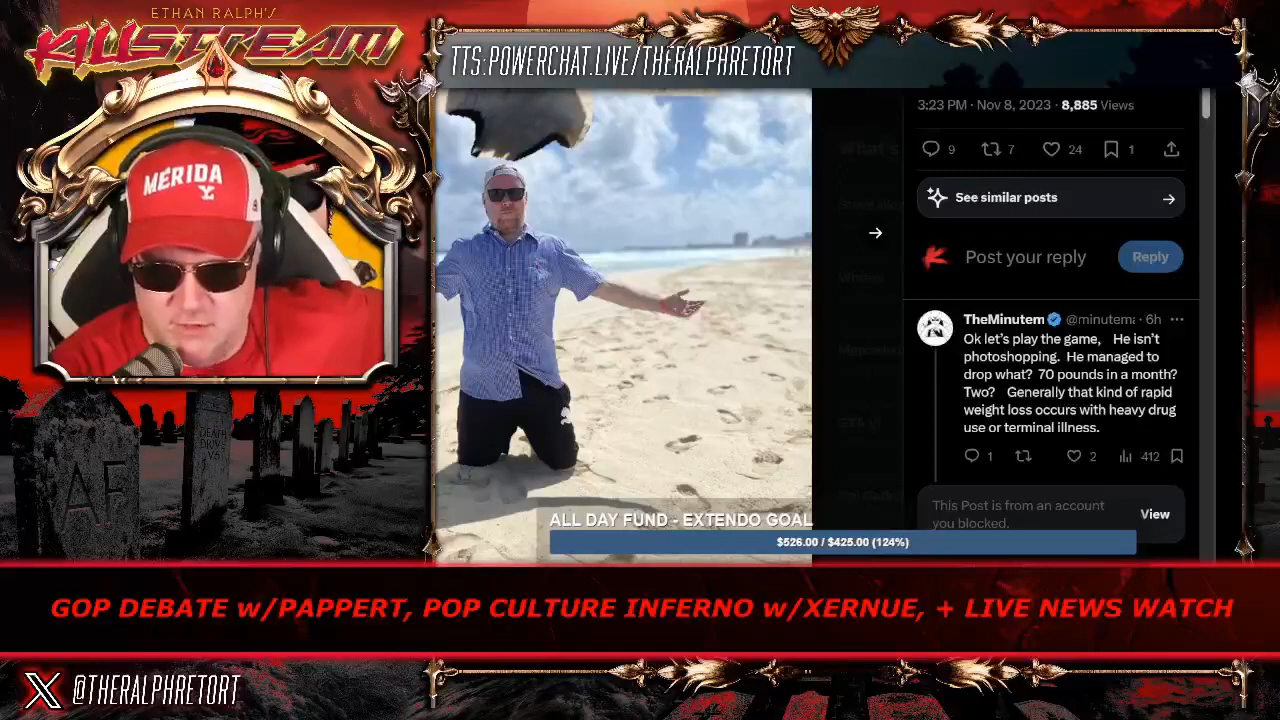 ETHAN RALPH'S
KILLSTREAM
TTS:POWERCHAT.LIVE/THERALPHRETORT
MERIDA
Y
3:23 PM · Nov 8, 2023 · 8,885 Views
9 7 24 1
See similar posts
Post your reply
Reply
TheMinutem @minutem: · 6h
Ok let's play the game, He isn't
photoshopping. He managed to
drop what? 70 pounds in a month?
Two? Generally that kind of rapid
weight loss occurs with heavy drug
use or terminal illness.
1 2 412
This Post is from an account
you blocked.
View
What's
ALL DAY FUND - EXTENDO GOAL
$526.00 / $425.00 (124%)
AF
GOP DEBATE w/PAPPERT, POP CULTURE INFERNO w/XERNUE, + LIVE NEWS WATCH
X @THERALPHRETORT